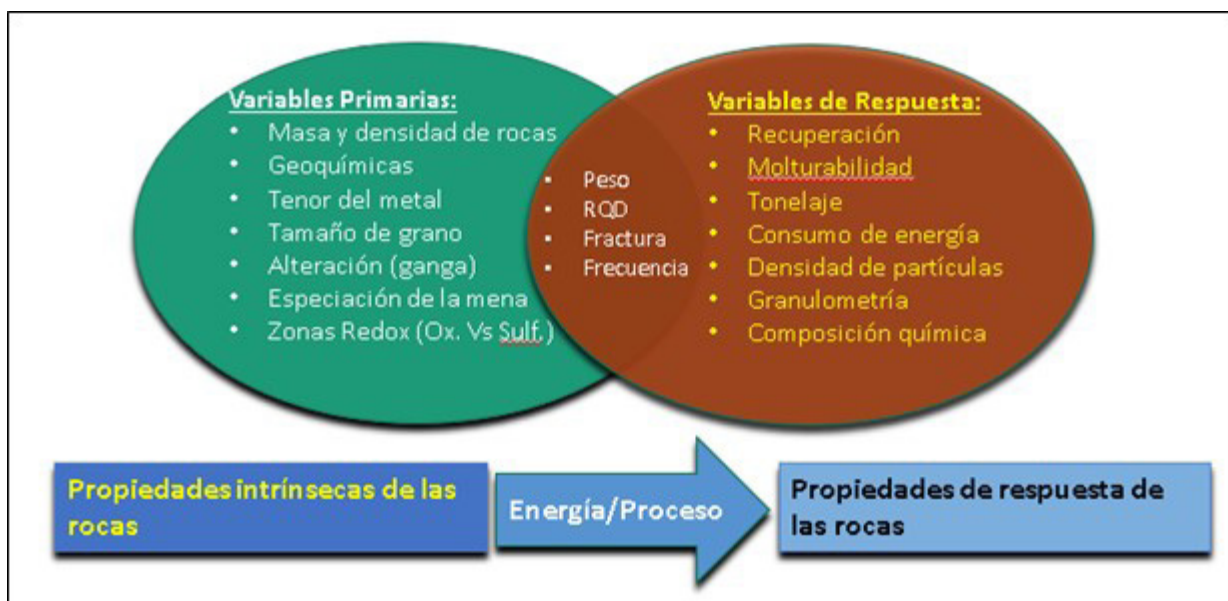 Variables Primarias:
• Masa y densidad de rocas
• Geoquímicas
• Tenor del metal
• Tamaño de grano
• Alteración (ganga)
• Especiación de la mena
• Zonas Redox (Ox. Vs Sulf.)
• Peso
• RQD
• Fractura
• Frecuencia
Variables de Respuesta:
• Recuperación
• Molturabilidad
• Tonelaje
• Consumo de energía
• Densidad de partículas
• Granulometría
• Composición química
Propiedades intrínsecas de las
rocas
Energía/Proceso
Propiedades de respuesta de
las rocas